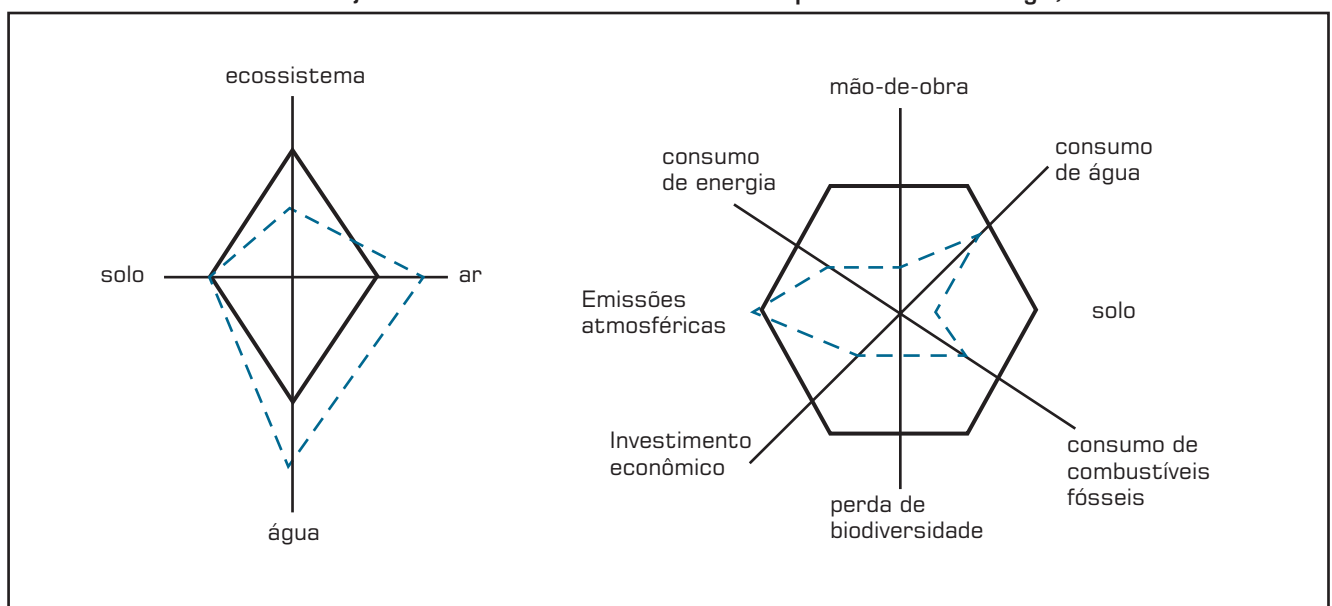 ecossistema
solo
ar
água
mão-de-obra
consumo
de energia
consumo
de água
Emissões
atmosféricas
solo
Investimento
econômico
perda de
biodiversidade
consumo de
combustíveis
fósseis